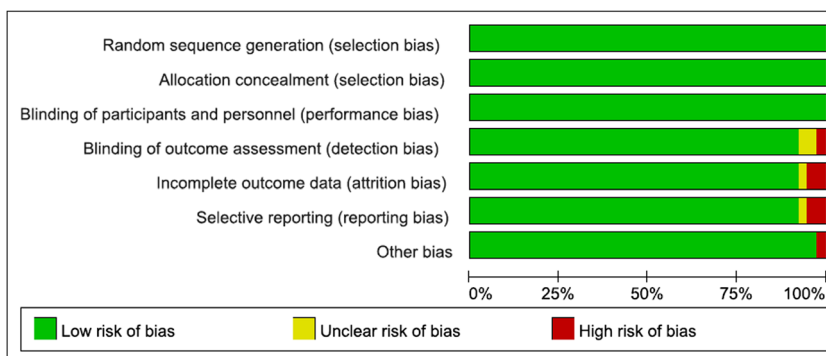 Random sequence generation (selection bias)
Allocation concealment (selection bias)
Blinding of participants and personnel (performance bias)
Blinding of outcome assessment (detection bias)
Incomplete outcome data (attrition bias)
Selective reporting (reporting bias)
Other bias
0% 25% 50% 75% 100%
Low risk of bias Unclear risk of bias High risk of bias